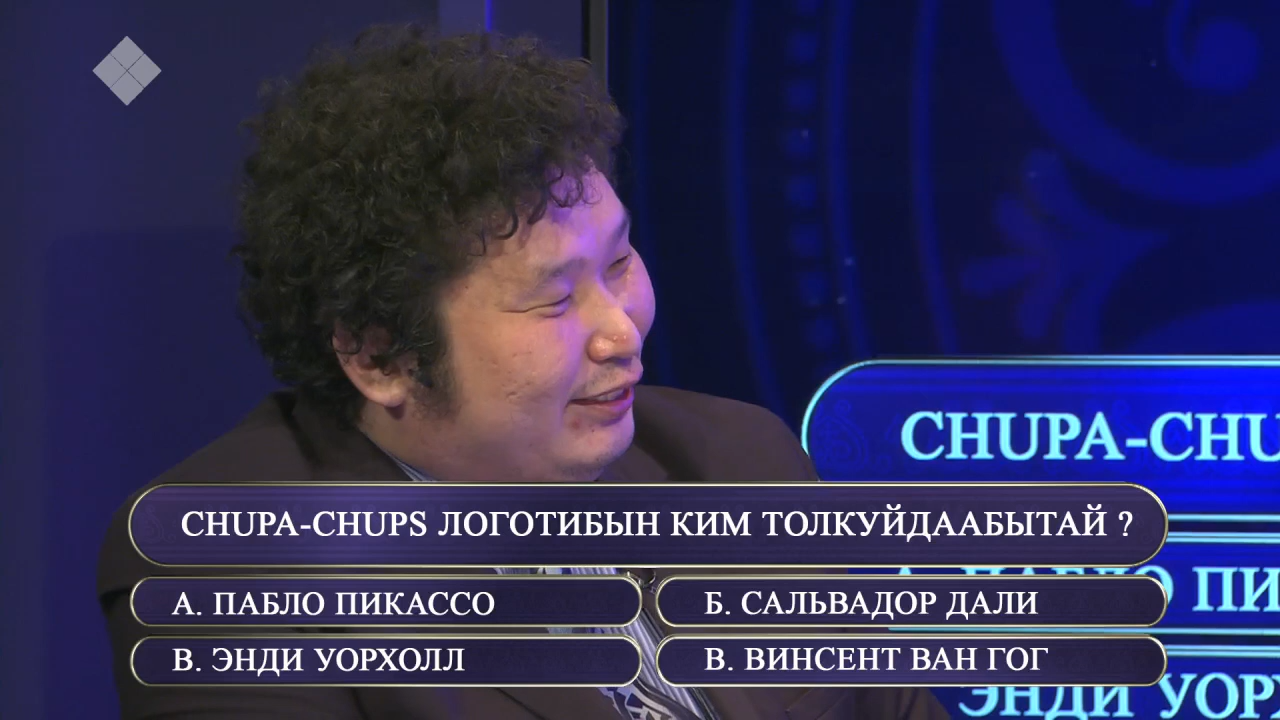 CHUPA-CHU
CHUPA-CHUPS ЛОГОТИБЫН КИМ ТОЛКУЙДААБЫТАЙ ?
А. ПАБЛО ПИКАССО
Б. САЛЬВАДОР ДАЛИ
В. ЭНДИ УОРХОЛЛ
В. ВИНСЕНТ ВАН ГОГ